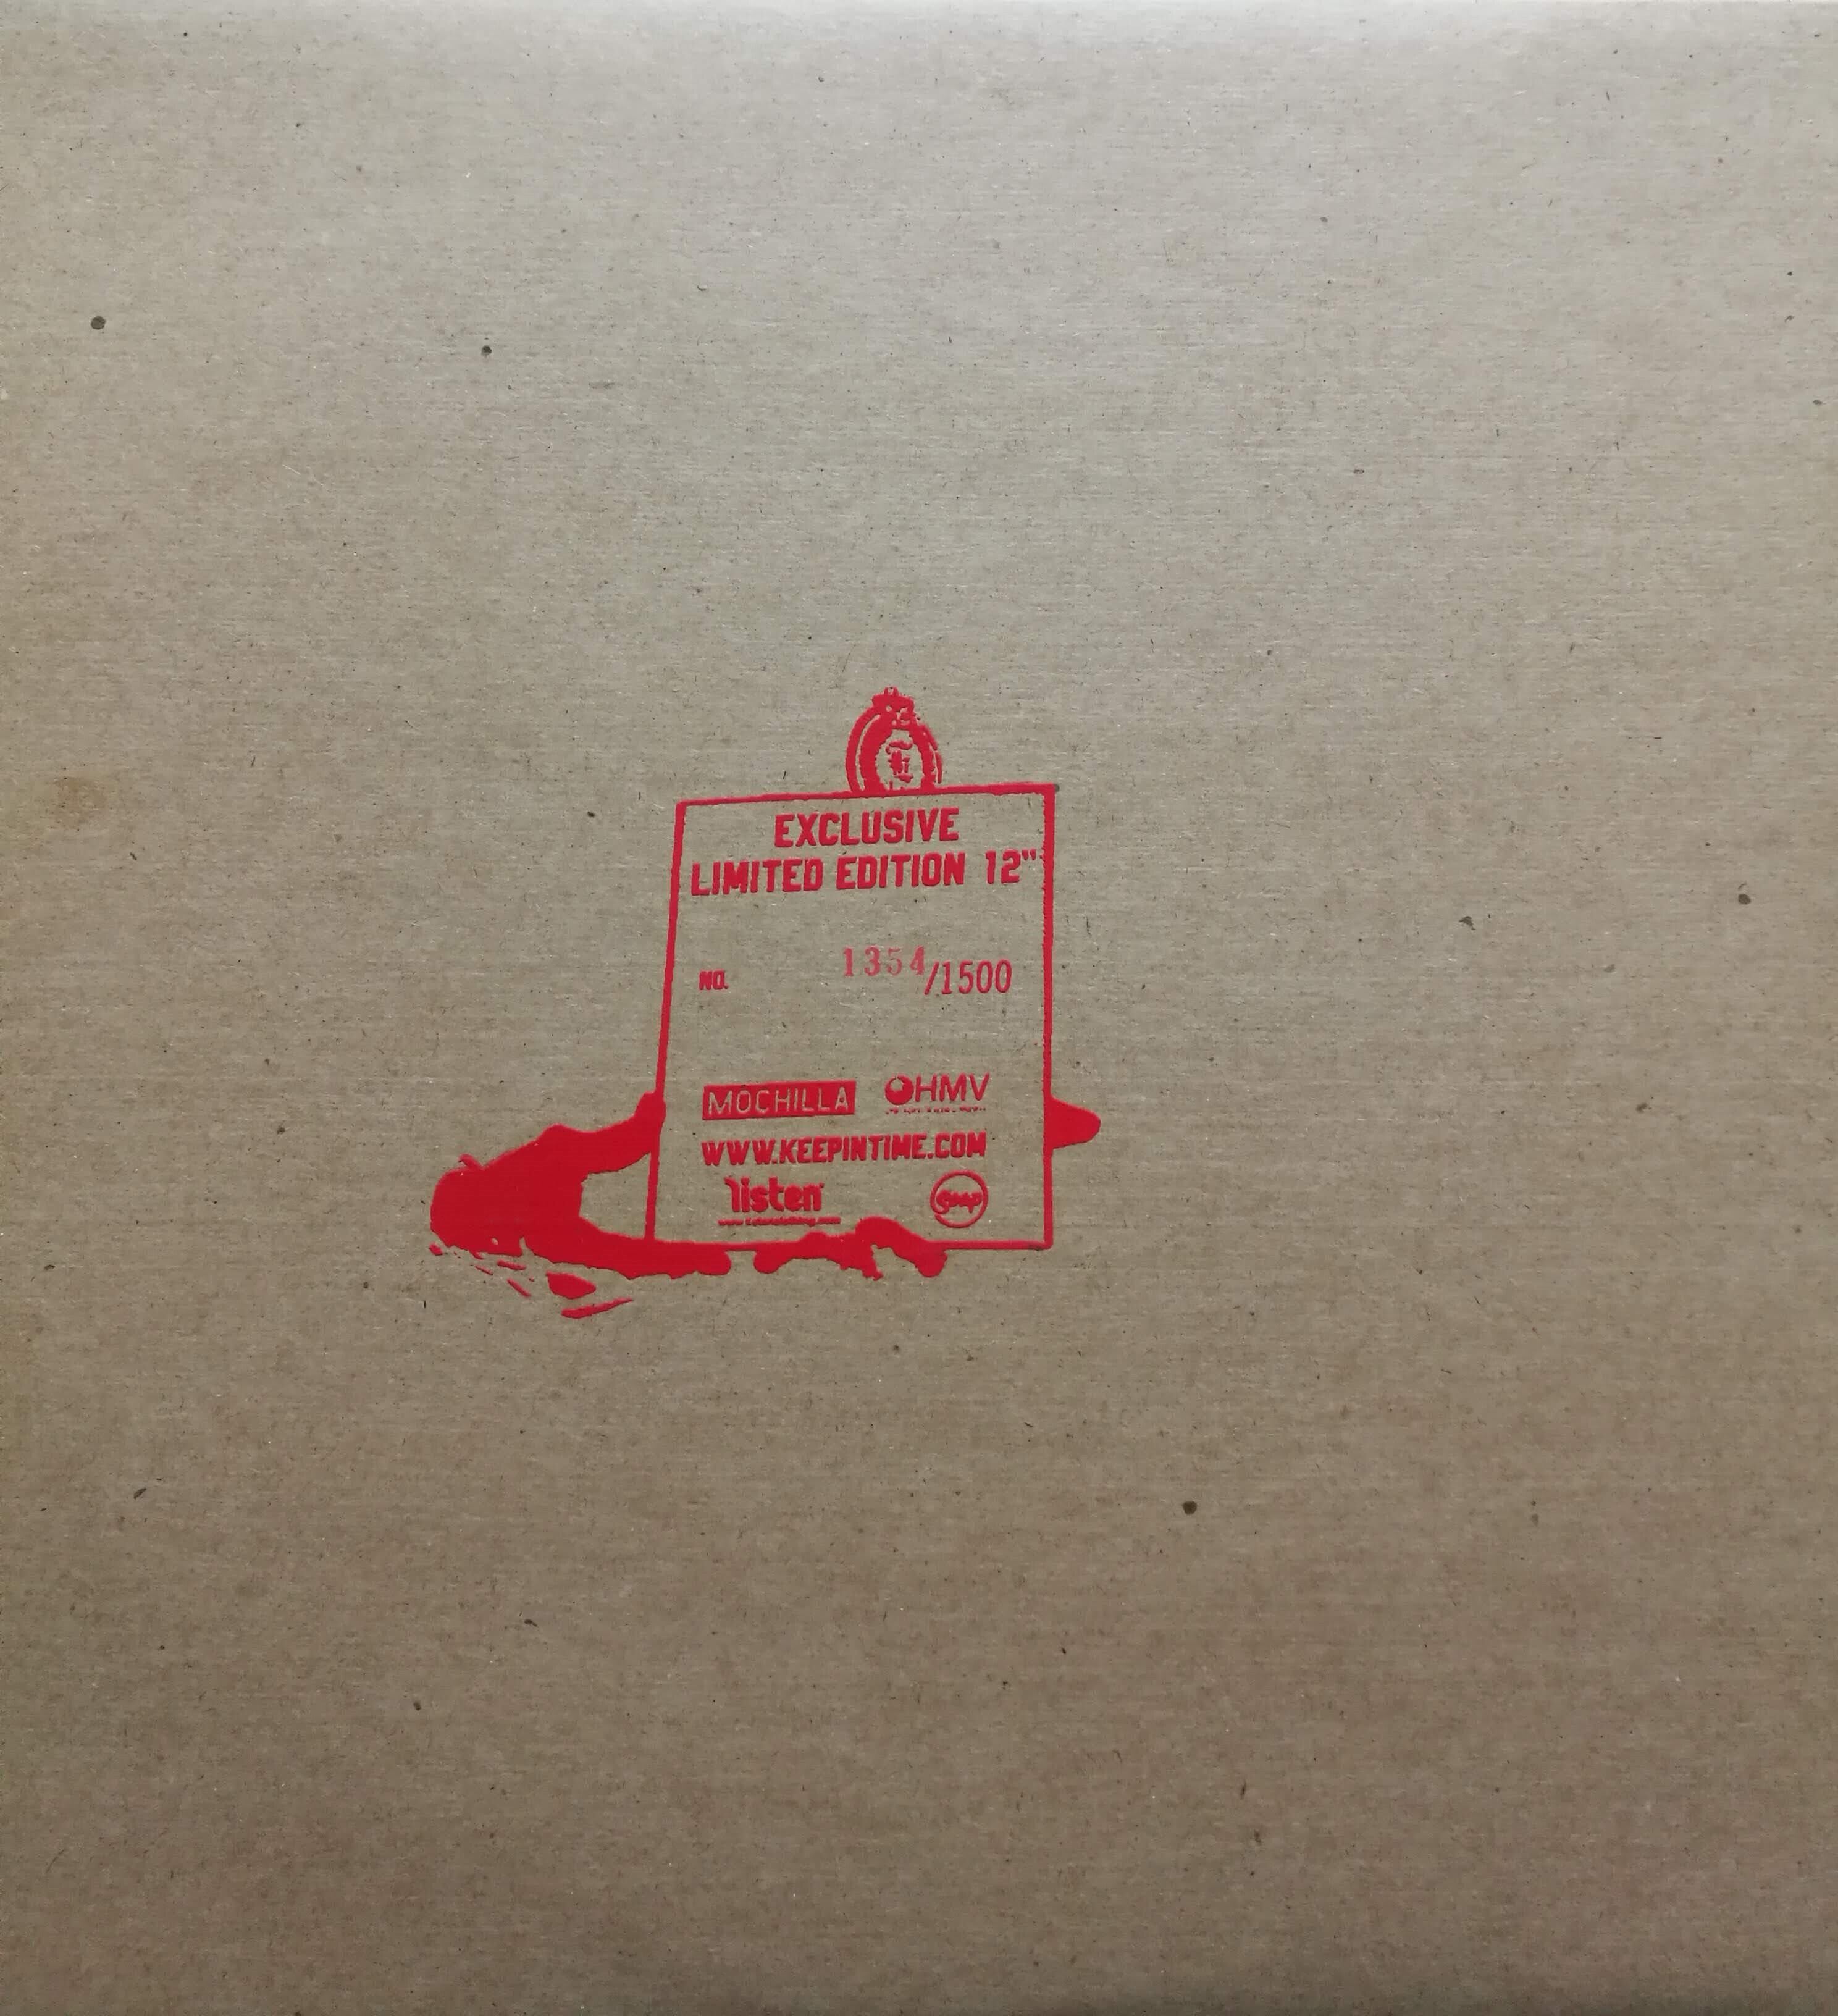 EXCLUSIVE
LIMITED EDITION 12"
NO. 1354/1500
MOCHILLA HMV
WWW.KEEPINTIME.COM
listen